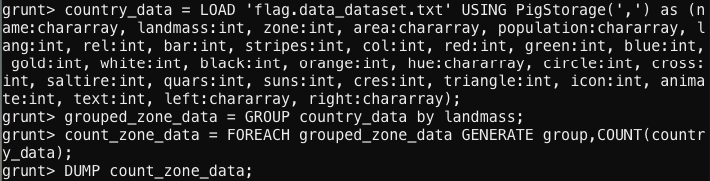 grunt> country_data = LOAD 'flag.data_dataset.txt' USING PigStorage(',') as (n
ame:chararray, landmass:int, zone:int, area:chararray, population:chararray, l
ang:int, rel:int, bar:int, stripes:int, col:int, red:int, green:int, blue:int,
 gold:int, white:int, black:int, orange:int, hue:chararray, circle:int, cross:
int, saltire:int, quars:int, suns:int, cres:int, triangle:int, icon:int, anima
te:int, text:int, left:chararray, right:chararray);
grunt> grouped_zone_data = GROUP country_data by landmass;
grunt> count_zone_data = FOREACH grouped_zone_data GENERATE group,COUNT(countr
y_data);
grunt> DUMP count_zone_data;